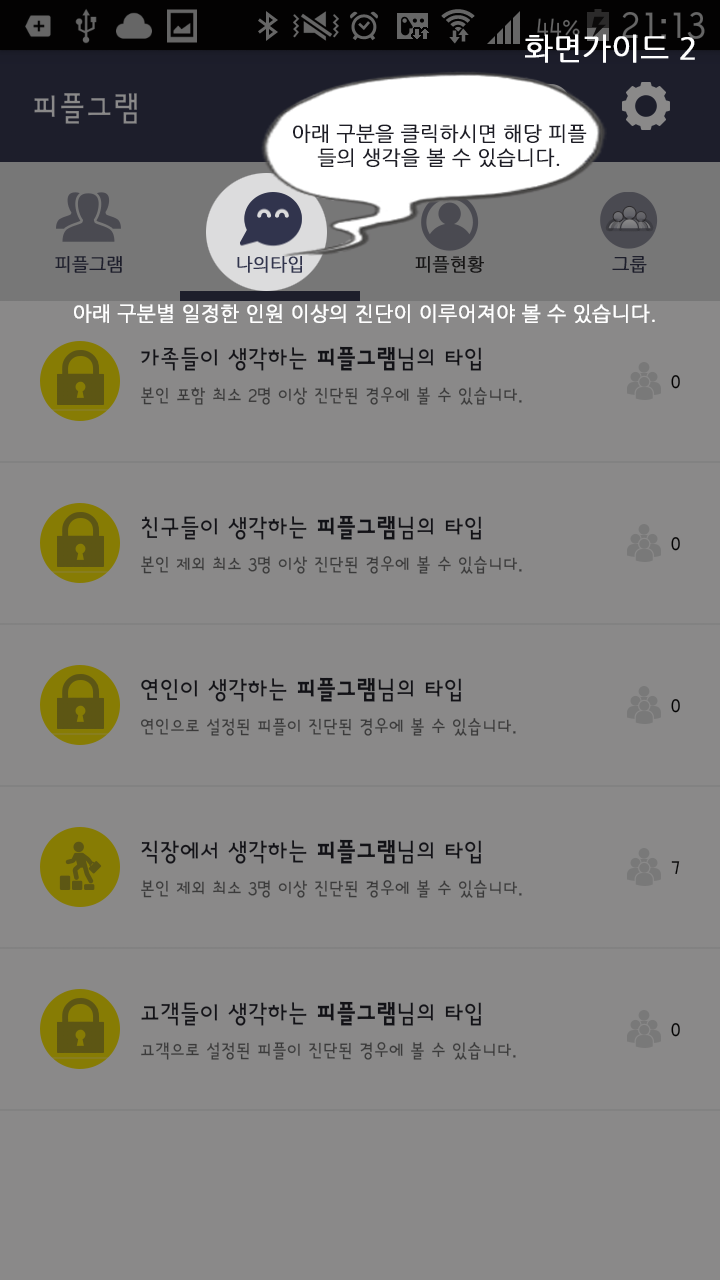 44% 21:13
화면가이드 2
피플그램
아래 구분을 클릭하시면 해당 피플
들의 생각을 볼 수 있습니다.
피플그램 나의타입 피플현황 그룹
아래 구분별 일정한 인원 이상의 진단이 이루어져야 볼 수 있습니다.
가족들이 생각하는 피플그램님의 타입
본인 포함 최소 2명 이상 진단된 경우에 볼 수 있습니다.
0
친구들이 생각하는 피플그램님의 타입
본인 제외 최소 3명 이상 진단된 경우에 볼 수 있습니다.
0
연인이 생각하는 피플그램님의 타입
연인으로 설정된 피플이 진단된 경우에 볼 수 있습니다.
0
직장에서 생각하는 피플그램님의 타입
본인 제외 최소 3명 이상 진단된 경우에 볼 수 있습니다.
7
고객들이 생각하는 피플그램님의 타입
고객으로 설정된 피플이 진단된 경우에 볼 수 있습니다.
0